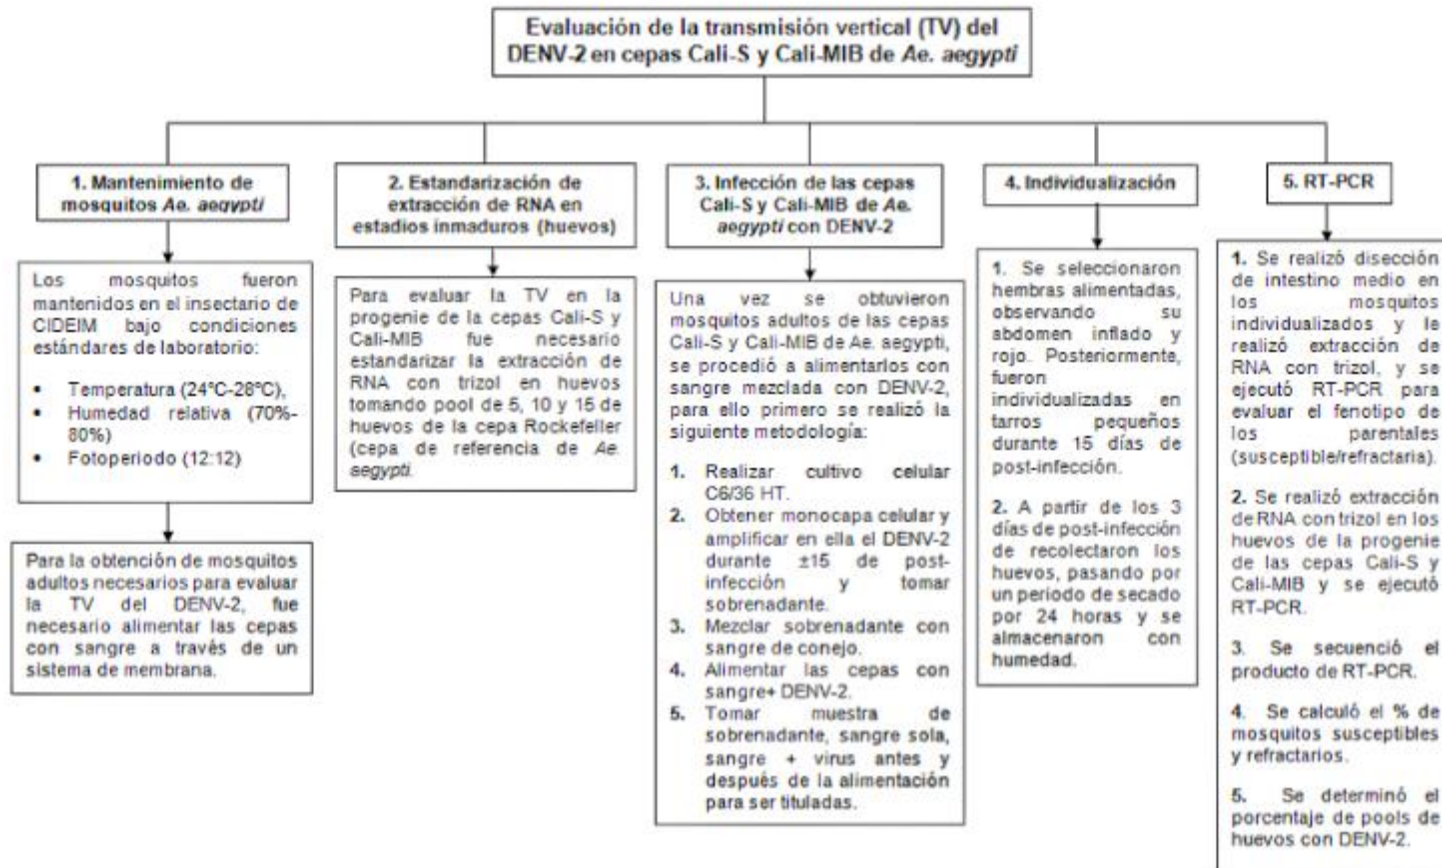 Evaluación de la transmisión vertical (TV) del
DENV-2 en cepas Cali-S y Cali-MIB de Ae. aegypti
1. Mantenimiento de
mosquitos Ae. aegypti
Los mosquitos fueron
mantenidos en el insectario de
CIDEIM bajo condiciones
estándares de laboratorio:
• Temperatura (24ºC-28ºC),
• Humedad relativa (70%-
80%)
• Fotoperiodo (12:12)
Para la obtención de mosquitos
adultos necesarios para evaluar
la TV del DENV-2, fue
necesario alimentar las cepas
con sangre a través de un
sistema de membrana.
2. Estandarización de
extracción de RNA en
estadios inmaduros (huevos)
Para evaluar la TV en la
progenie de la cepas Cali-S y
Cali-MIB fue necesario
estandarizar la extracción de
RNA con trizol en huevos
tomando pool de 5, 10 y 15 de
huevos de la cepa Rockefeller
(cepa de referencia de Ae.
aegypti.
3. Infección de las cepas
Cali-S y Cali-MIB de Ae.
aegypti con DENV-2
Una vez se obtuvieron
mosquitos adultos de las cepas
Cali-S y Cali-MIB de Ae. aegypti,
se procedió a alimentarlos con
sangre mezclada con DENV-2,
para ello primero se realizó la
siguiente metodología:
1. Realizar cultivo celular
C6/36 HT.
2. Obtener monocapa celular y
amplificar en ella el DENV-2
durante ±15 de post-
infección y tomar
sobrenadante.
3. Mezclar sobrenadante con
sangre de conejo.
4. Alimentar las cepas con
sangre+ DENV-2.
5. Tomar muestra de
sobrenadante, sangre sola,
sangre + virus antes y
después de la alimentación
para ser tituladas.
4. Individualización
1. Se seleccionaron
hembras alimentadas,
observando su
abdomen inflado y
rojo. Posteriormente,
fueron
individualizadas en
tarros pequeños
durante 15 días de
post-infección.
2. A partir de los 3
días de post-infección
de recolectaron los
huevos, pasando por
un periodo de secado
por 24 horas y se
almacenaron con
humedad.
5. RT-PCR
1. Se realizó disección
de intestino medio en
los mosquitos
individualizados y le
realizó extracción de
RNA con trizol, y se
ejecutó RT-PCR para
evaluar el fenotipo de
los parentales
(susceptible/refractaria).
2. Se realizó extracción
de RNA con trizol en los
huevos de la progenie
de las cepas Cali-S y
Cali-MIB y se ejecutó
RT-PCR.
3. Se secuenció el
producto de RT-PCR.
4. Se calculó el % de
mosquitos susceptibles
y refractarios.
5. Se determinó el
porcentaje de pools de
huevos con DENV-2.